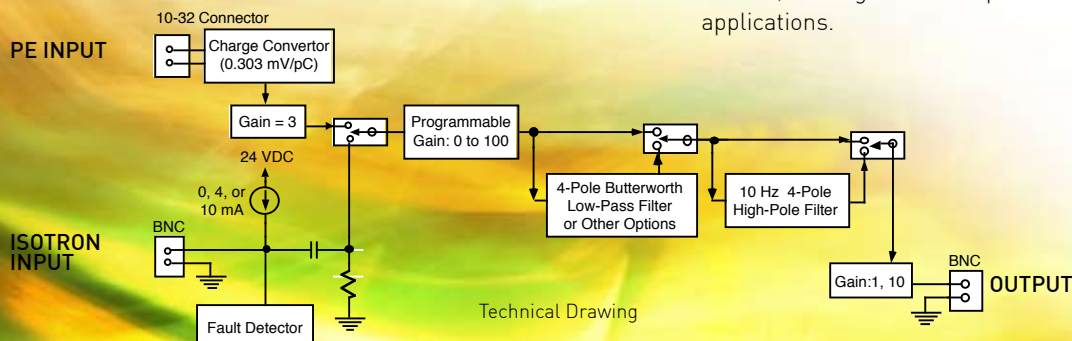 applications.
10-32 Connector
PE INPUT
Charge Convertor
(0.303 mV/pC)
Gain = 3
Programmable
Gain: 0 to 100
24 VDC
0, 4, or
10 mA
4-Pole Butterworth
Low-Pass Filter
or Other Options
10 Hz 4-Pole
High-Pole Filter
BNC
ISOTRON
INPUT
Fault Detector
Technical Drawing
Gain:1, 10
BNC
OUTPUT